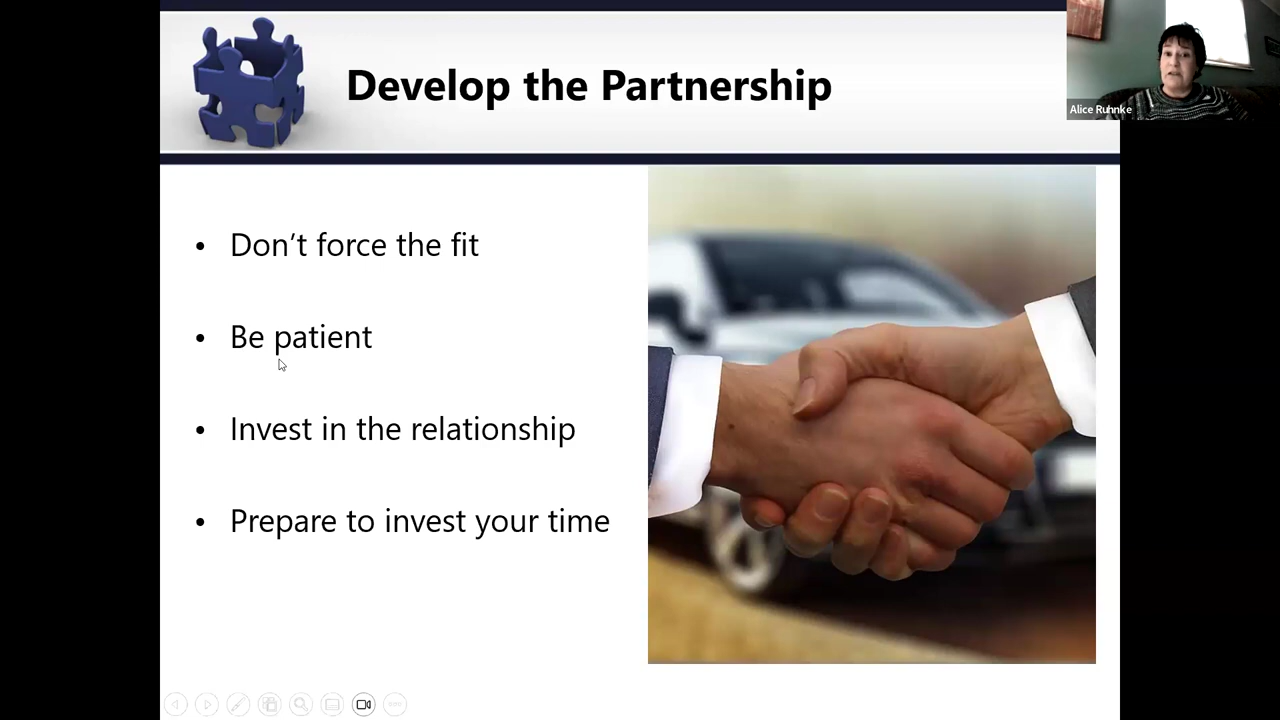 Develop the Partnership
Alice Ruhnke
• Don’t force the fit
• Be patient
• Invest in the relationship
• Prepare to invest your time